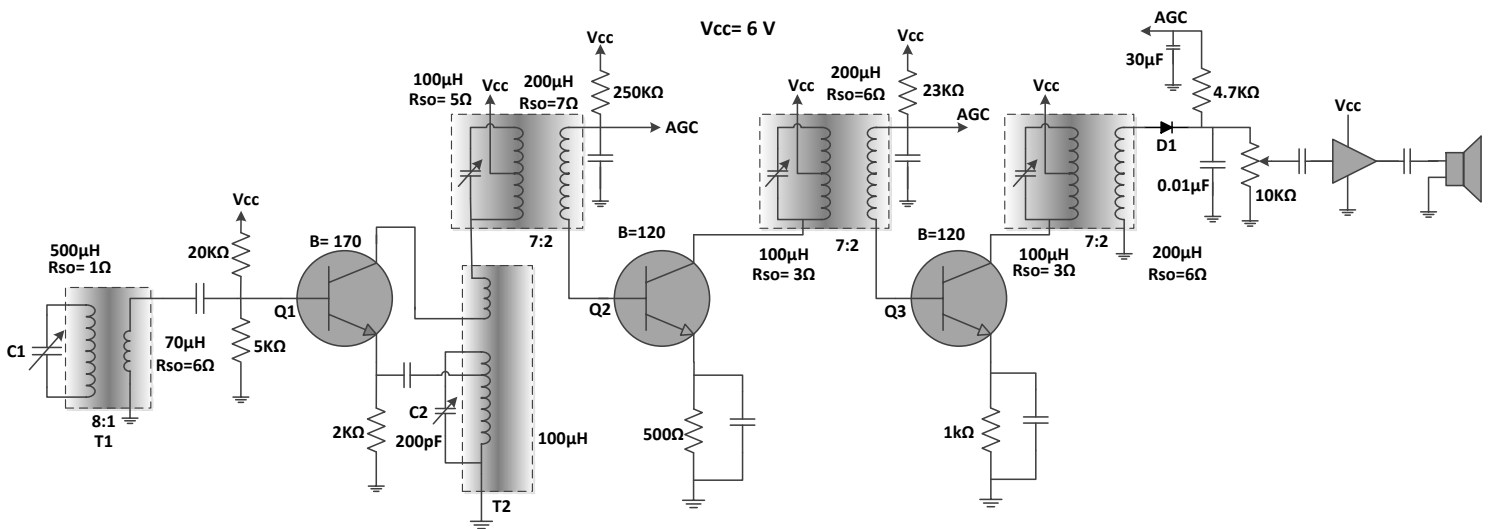 Vcc= 6 V
AGC
30µF
4.7KΩ
Vcc
Vcc
100µH
Rso= 5Ω
Vcc
200µH
Rso=7Ω
250KΩ
AGC
7:2
Vcc
200µH
Rso=6Ω
23KΩ
Vcc
AGC
100µH
Rso= 3Ω
7:2
Vcc
100µH
Rso= 3Ω
7:2
200µH
Rso=6Ω
D1
0.01µF
10KΩ
Vcc
500µH
Rso= 1Ω
C1
8:1
T1
70µH
Rso=6Ω
20KΩ
5KΩ
B= 170
Q1
2KΩ
C2
200pF
100µH
T2
B=120
Q2
500Ω
B=120
Q3
1kΩ